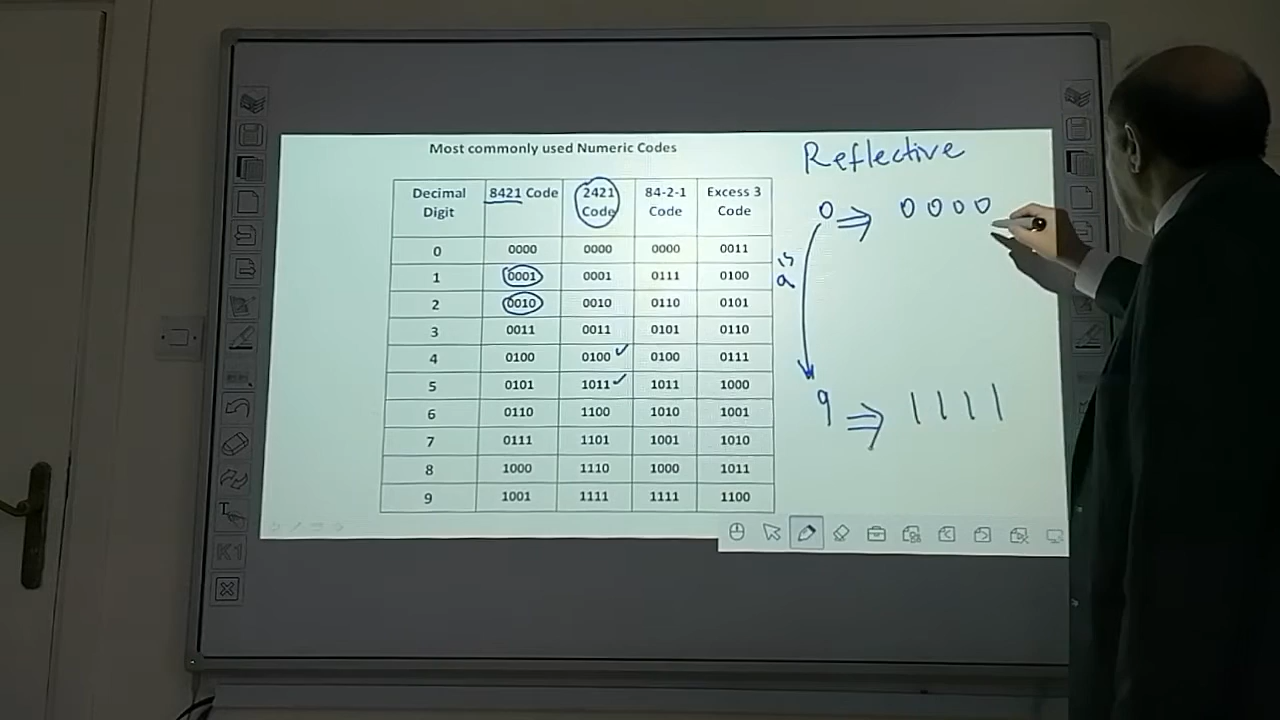 Most commonly used Numeric Codes
Decimal Digit 8421 Code 2421 Code 84-2-1 Code Excess 3 Code
0 0000 0000 0000 0011
1 0001 0001 0111 0100
2 0010 0010 0110 0101
3 0011 0011 0101 0110
4 0100 0100 0100 0111
5 0101 1011 1011 1000
6 0110 1100 1010 1001
7 0111 1101 1001 1010
8 1000 1110 1000 1011
9 1001 1111 1111 1100
Reflective
0 ⇒ 0000
9's
9 ⇒ 1111
K1